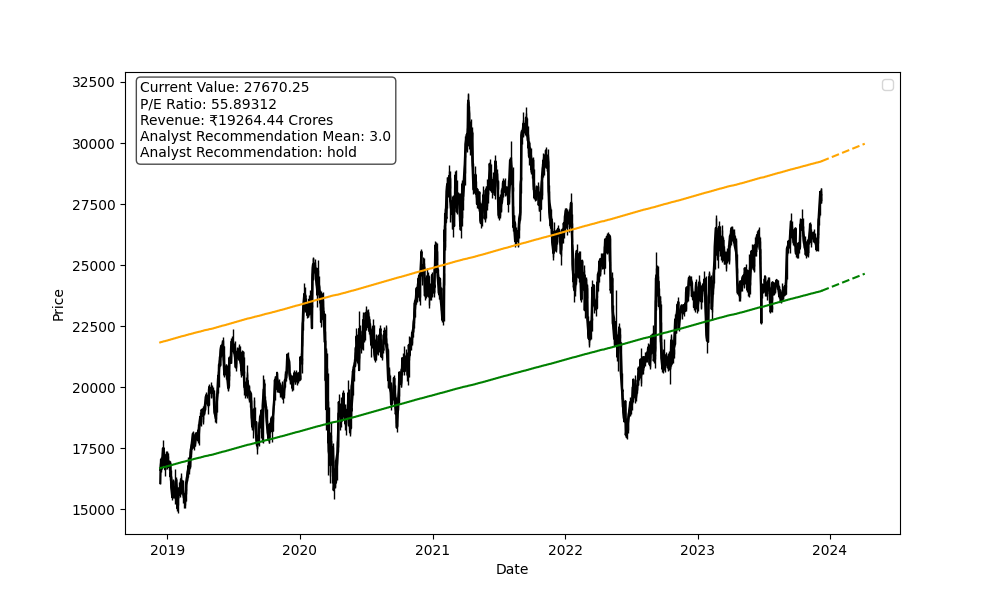 32500
30000
27500
25000
22500
20000
17500
15000
Price
Current Value: 27670.25
P/E Ratio: 55.89312
Revenue: ₹19264.44 Crores
Analyst Recommendation Mean: 3.0
Analyst Recommendation: hold
2019 2020 2021 2022 2023 2024
Date